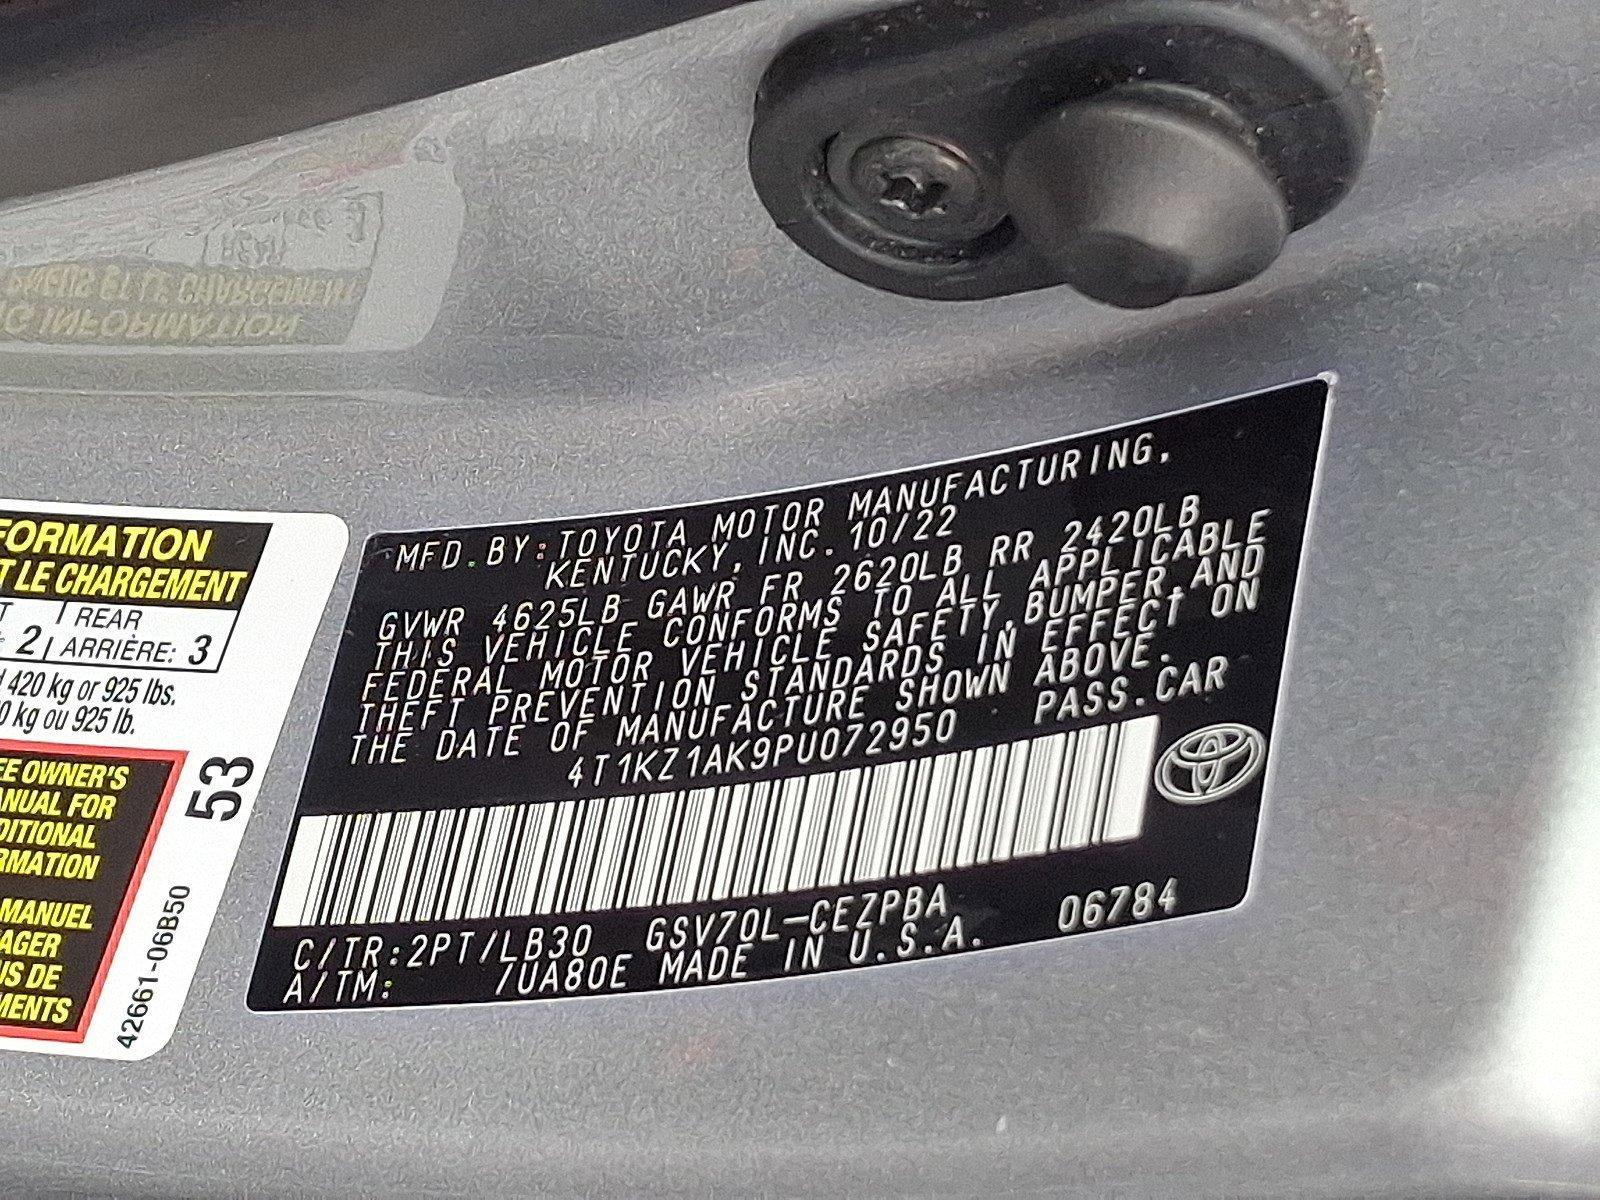 FORMATION
T LE CHARGEMENT
REAR
2 ARRIÈRE: 3
420 kg or 925 lbs.
0 kg ou 925 lb.
EE OWNER'S
ANUAL FOR
DITIONAL
RMATION
MANUEL
AGER
US DE
MENTS
53
42661-06B50
MFD. BY: TOYOTA MOTOR MANUFACTURING,
KENTUCKY, INC. 10/22
GVWR 4625LB GAWR FR 2620LB RR 2420LB
THIS VEHICLE CONFORMS TO ALL APPLICABLE
FEDERAL MOTOR VEHICLE SAFETY, BUMPER, AND
THEFT PREVENTION STANDARDS IN EFFECT ON
THE DATE OF MANUFACTURE SHOWN ABOVE.
4T1KZ1AK9PU072950 PASS. CAR
C/TR: 2PT/LB30 GSV70L-CEZPBA 06784
A/TM: /UA80E MADE IN U.S.A.